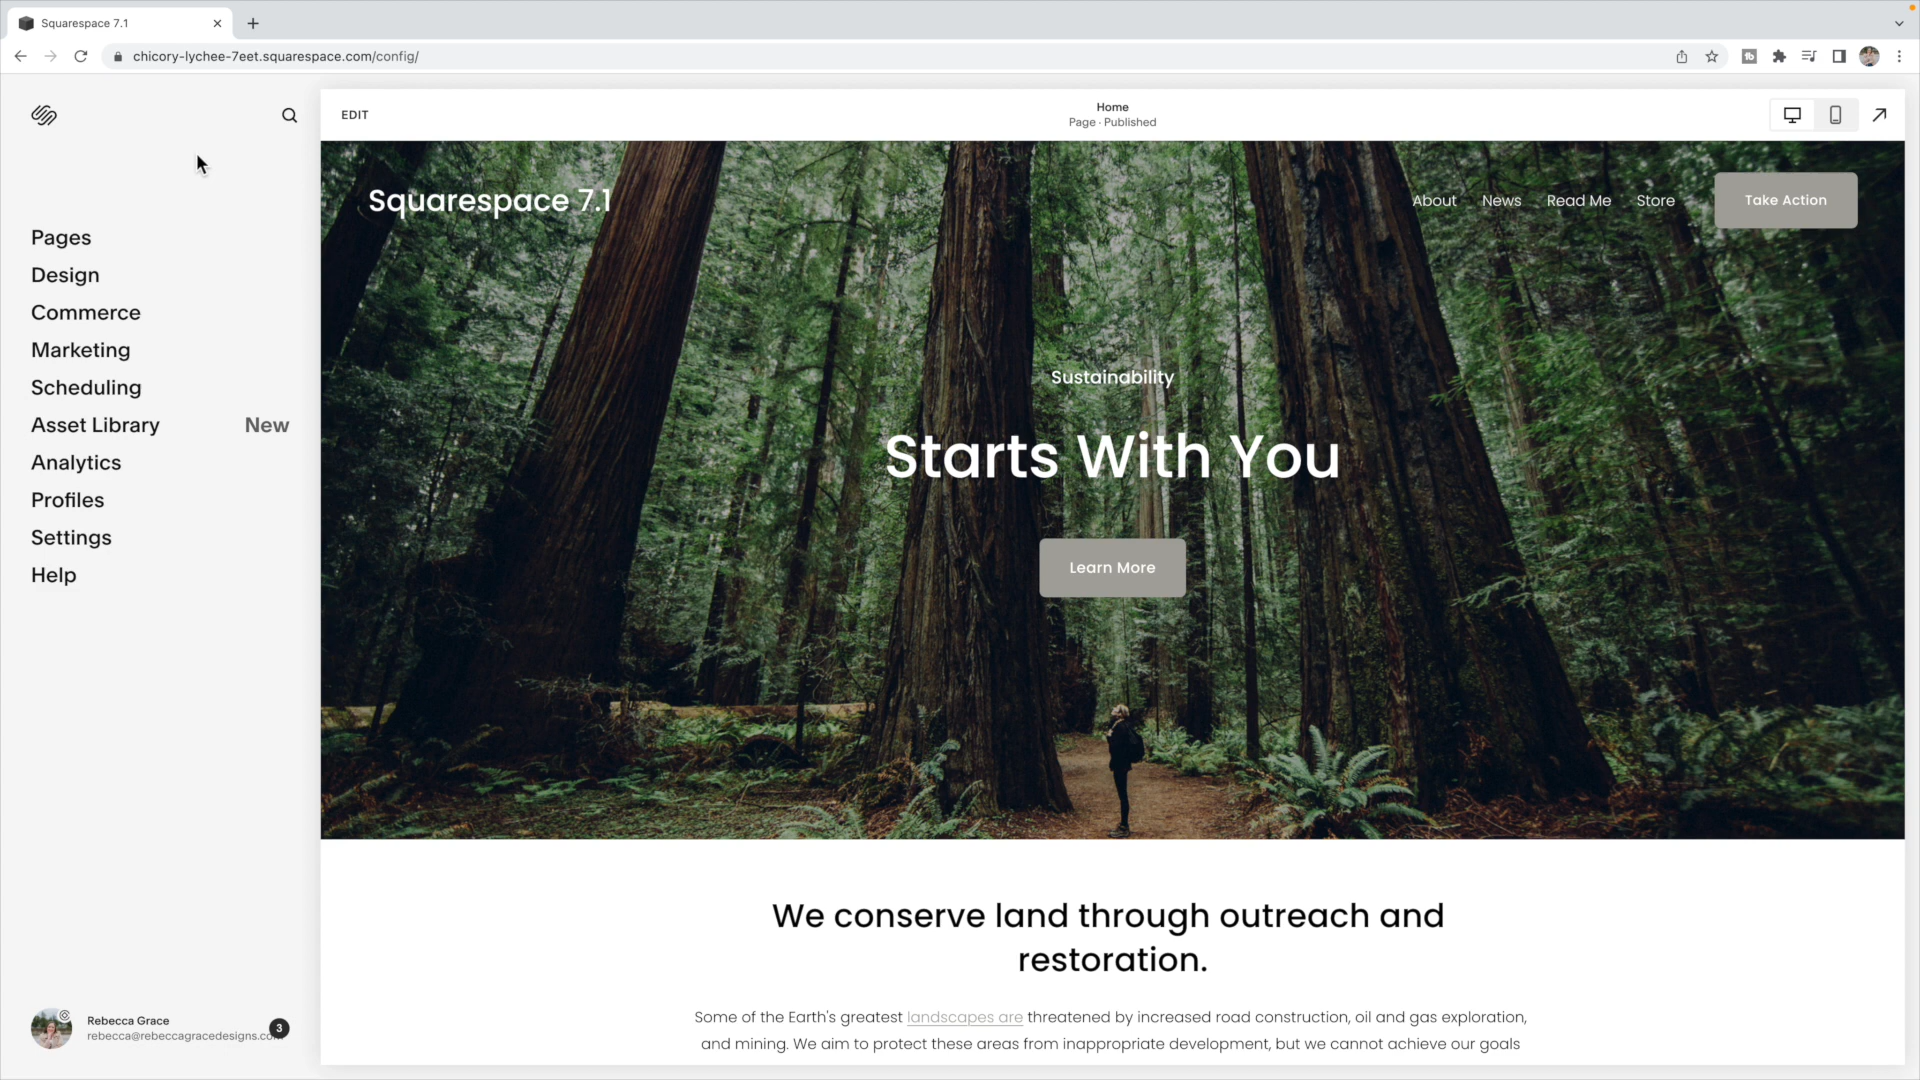 Squarespace 7.1
chicory-lychee-7eet.squarespace.com/config/
EDIT
Home
Page · Published
Pages
Design
Commerce
Marketing
Scheduling
Asset Library New
Analytics
Profiles
Settings
Help
Rebecca Grace
rebecca@rebeccagracedesigns.co
3
Squarespace 7.1
About News Read Me Store Take Action
Sustainability
Starts With You
Learn More
We conserve land through outreach and
restoration.
Some of the Earth's greatest landscapes are threatened by increased road construction, oil and gas exploration,
and mining. We aim to protect these areas from inappropriate development, but we cannot achieve our goals